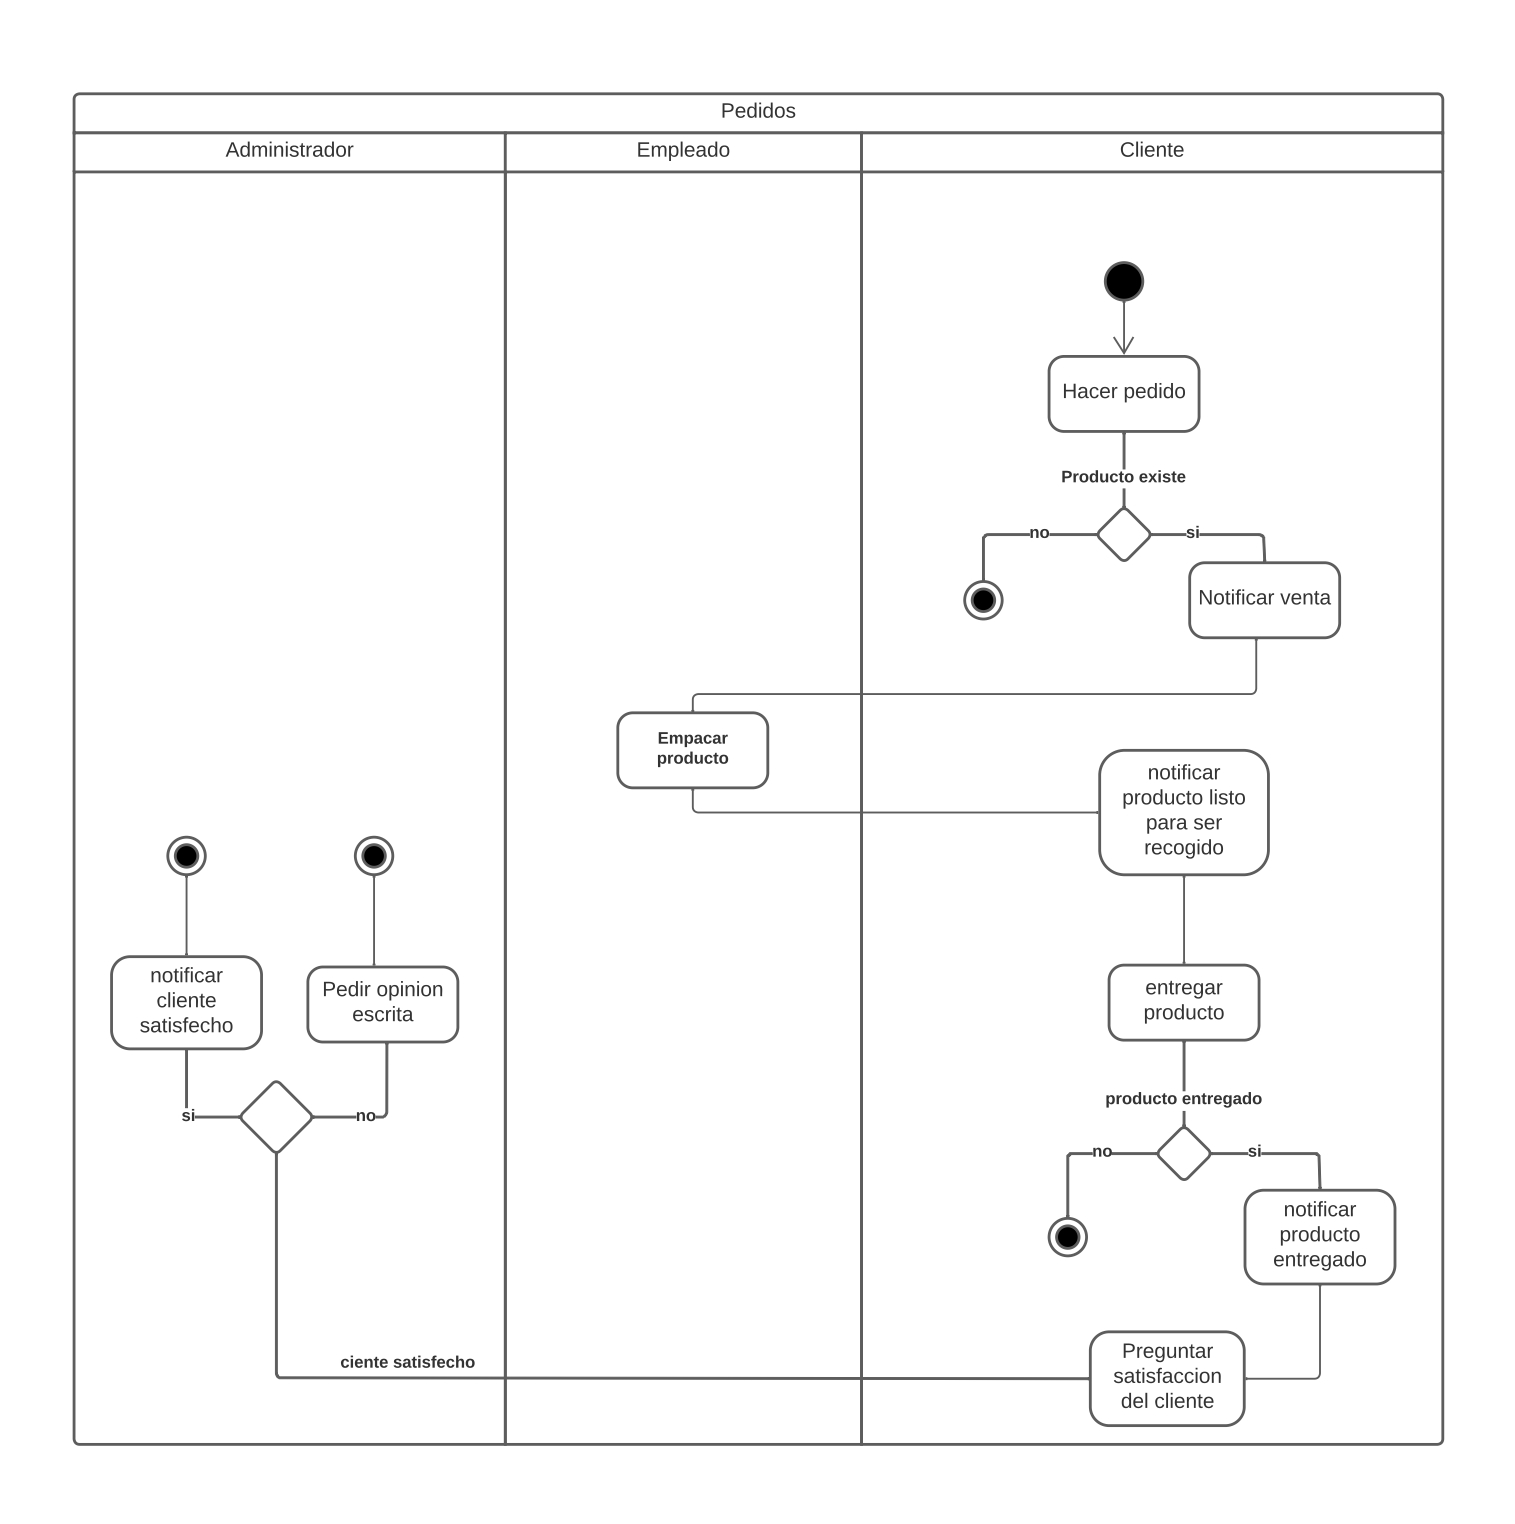 Pedidos
Administrador
Empleado
Cliente
Hacer pedido
Producto existe
no
si
Notificar venta
Empacar
producto
notificar
producto listo
para ser
recogido
entregar
producto
producto entregado
no
si
notificar
producto
entregado
Preguntar
satisfaccion
del cliente
ciente satisfecho
si
no
notificar
cliente
satisfecho
Pedir opinion
escrita